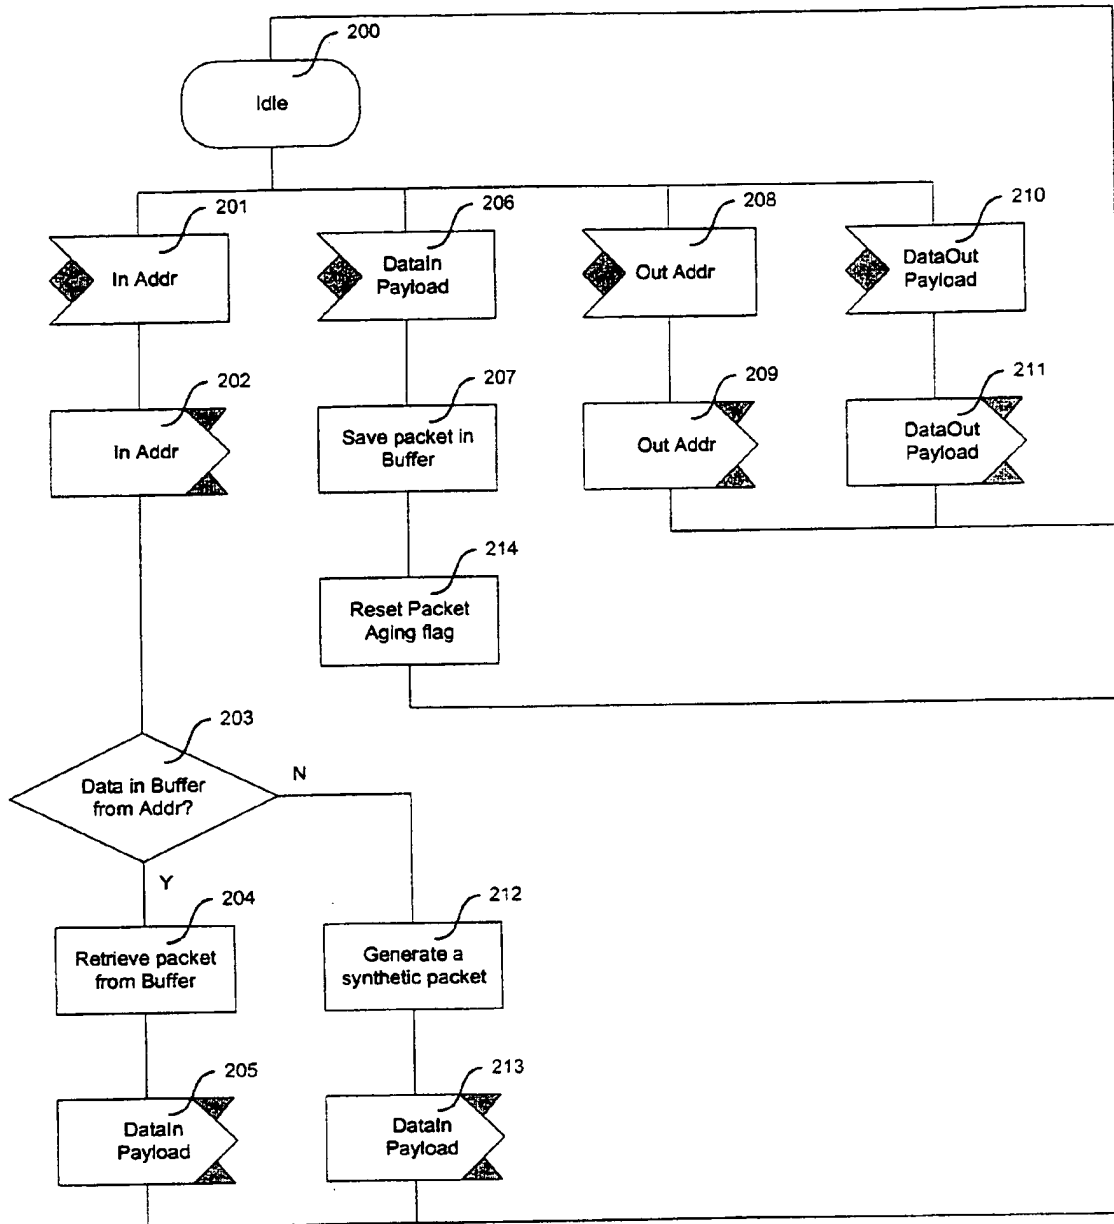 200
Idle
201
206
208
210
In Addr
DataIn
Payload
Out Addr
DataOut
Payload
202
207
209
211
In Addr
Save packet in
Buffer
Out Addr
DataOut
Payload
214
Reset Packet
Aging flag
203
Data in Buffer
from Addr?
N
Y
204
212
Retrieve packet
from Buffer
Generate a
synthetic packet
205
213
DataIn
Payload
DataIn
Payload